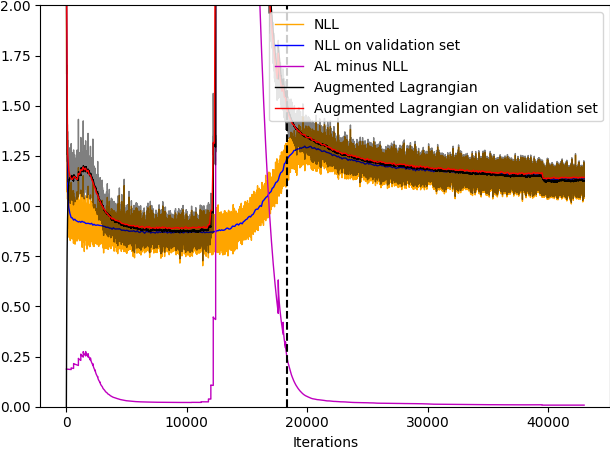 2.00
1.75
1.50
1.25
1.00
0.75
0.50
0.25
0.00
NLL
NLL on validation set
AL minus NLL
Augmented Lagrangian
Augmented Lagrangian on validation set
0
10000
20000
30000
40000
Iterations